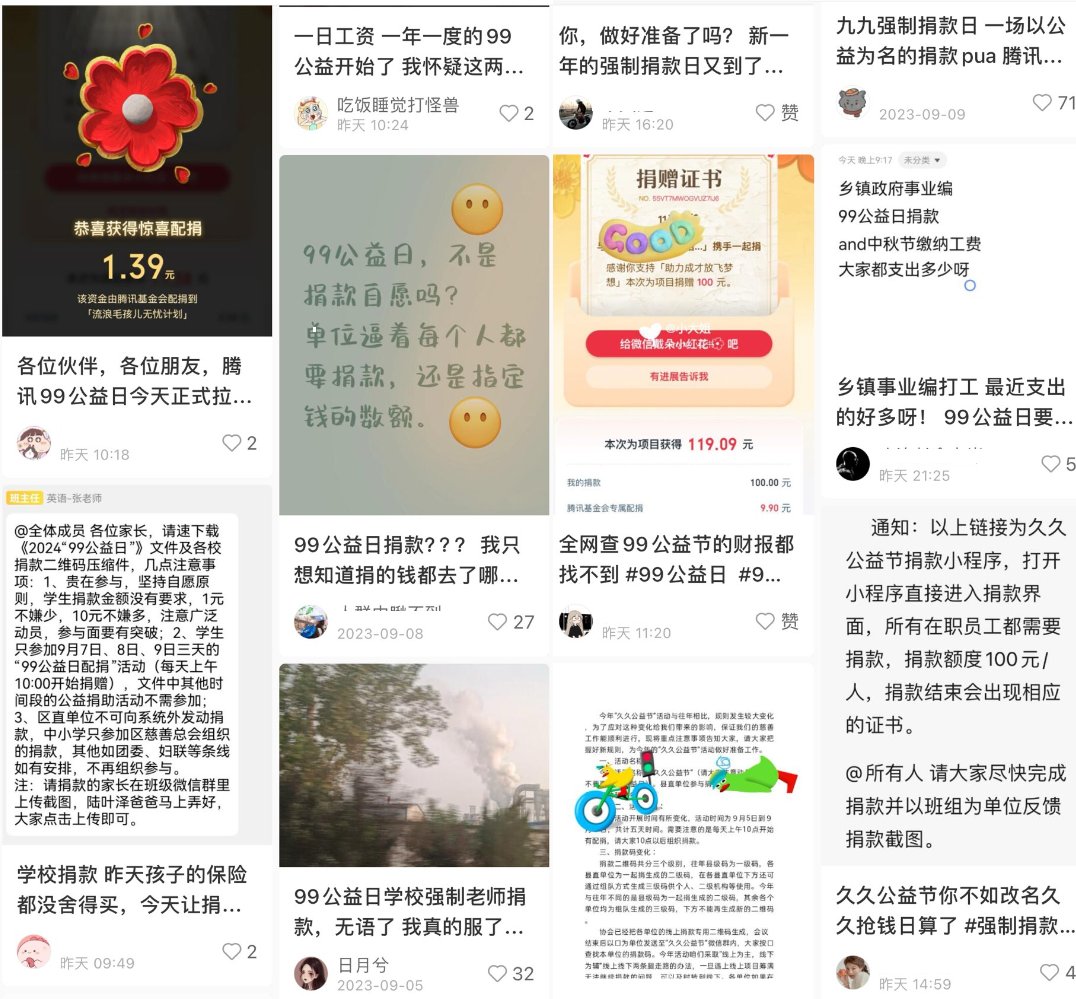 恭喜获得惊喜配捐
1.39元
该资金由腾讯基金会配捐到
「流浪毛孩儿无忧计划」
各位伙伴，各位朋友，腾
讯99公益日今天正式拉...
昨天 10:18
2
班主任 英语-张老师
@全体成员 各位家长，请速下载
《2024“99公益日”》文件及各校
捐款二维码压缩件，几点注意事
项：1、贵在参与，坚持自愿原
则，学生捐款金额没有要求，1元
不嫌少，10元不嫌多，注意广泛
动员，参与面要有突破；2、学生
只参加9月7日、8日、9日三天的
“99公益日配捐”活动（每天上午
10:00开始捐赠），文件中其他时
间段的公益捐助活动不需参加；
3、区直单位不可向系统外发动捐
款，中小学只参加区慈善总会组织
的捐款，其他如团委、妇联等条线
如有安排，不再组织参与。
注：请捐款的家长在班级微信群里
上传截图，陆叶泽爸爸马上弄好，
大家点击上传即可。
学校捐款 昨天孩子的保险
都没舍得买，今天让捐...
昨天 09:49
2
一日工资 一年一度的99
公益开始了 我怀疑这两...
吃饭睡觉打怪兽
昨天 10:24
2
99公益日，不是
捐款自愿吗？
单位逼着每个人都
要捐款，还是指定
钱的数额。
99公益日捐款？？？ 我只
想知道捐的钱都去了哪...
2023-09-08
27
99公益日学校强制老师捐
款，无语了 我真的服了...
日月兮
2023-09-05
32
你，做好准备了吗？ 新一
年的强制捐款日又到了...
昨天 16:20
赞
捐赠证书
NO. 55VT7MWOGVUZ7IJ6
GOOD
...」携手一起捐
感谢你支持「助力成才放飞梦
想」本次为项目捐赠 100 元。
@小大姐
给微信戴朵小红花 吧
有进展告诉我
本次为项目获得 119.09 元
我的捐款 100.00 元
腾讯基金会专属配捐 9.90 元
全网查99公益节的财报都
找不到 #99公益日 #9...
昨天 11:20
赞
今年“久久公益节”活动与往年相比，规则发生较大变化
，为了应对这种变化给我们带来的影响，保证我们的慈善
工作能顺利进行，现将重点注意事项告知大家，请大家把
握好新规则，为今年的“久久公益节”活动做好准备工作。
一、活动名称
久久公益节”（请大
县直单位参与捐
活动开展时间有所变化，活动时间为9月5日到9
，共计五天时间。需要注意的是每天上午10点开始
有配捐，请大家10点以后组织捐款。
三、捐款码变化：
捐款二维码共分三个级别，往年县级码为一级码，各
县直单位为一起捐生成的二级码，在各县直单位下方还可
通过组队方式生成三级码供个人、二级机构等使用。今年
与往年不同的是县级码为一起捐生成的二级码，其余各个
单位均为组队生成的三级码，下方不能再生成新的二维码
。
协会已经把各单位的线上捐款专用二维码生成，会议
结束后以口为单位发送至“久久公益节”微信群内，大家按口
查找本单位的捐款码。今年活动咱们采取“线上为主，线下
为辅”线上线下两条腿走路的办法，一旦遇上线上项目筹满
九九强制捐款日 一场以公
益为名的捐款pua 腾讯...
2023-09-09
71
今天 晚上9:17 未分类
乡镇政府事业编
99公益日捐款
and中秋节缴纳工费
大家都支出多少呀
乡镇事业编打工 最近支出
的好多呀！ 99公益日要...
昨天 21:25
5
通知：以上链接为久久
公益节捐款小程序，打开
小程序直接进入捐款界
面，所有在职员工都需要
捐款，捐款额度100元/
人，捐款结束会出现相应
的证书。
@所有人 请大家尽快完成
捐款并以班组为单位反馈
捐款截图。
久久公益节你不如改名久
久抢钱日算了 #强制捐款...
昨天 14:59
4